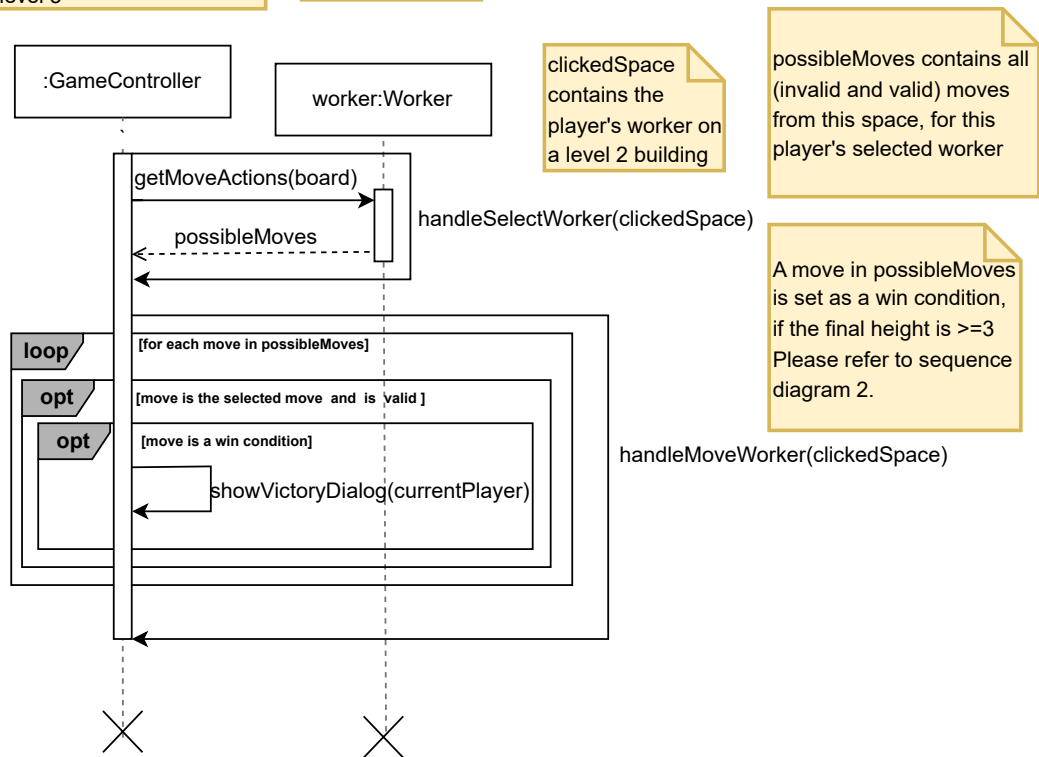 level 3
:GameController
worker:Worker
clickedSpace
contains the
player's worker on
a level 2 building
possibleMoves contains all
(invalid and valid) moves
from this space, for this
player's selected worker
getMoveActions(board)
possibleMoves
handleSelectWorker(clickedSpace)
A move in possibleMoves
is set as a win condition,
if the final height is >=3
Please refer to sequence
diagram 2.
loop
[for each move in possibleMoves]
opt
[move is the selected move and is valid ]
opt
[move is a win condition]
showVictoryDialog(currentPlayer)
handleMoveWorker(clickedSpace)